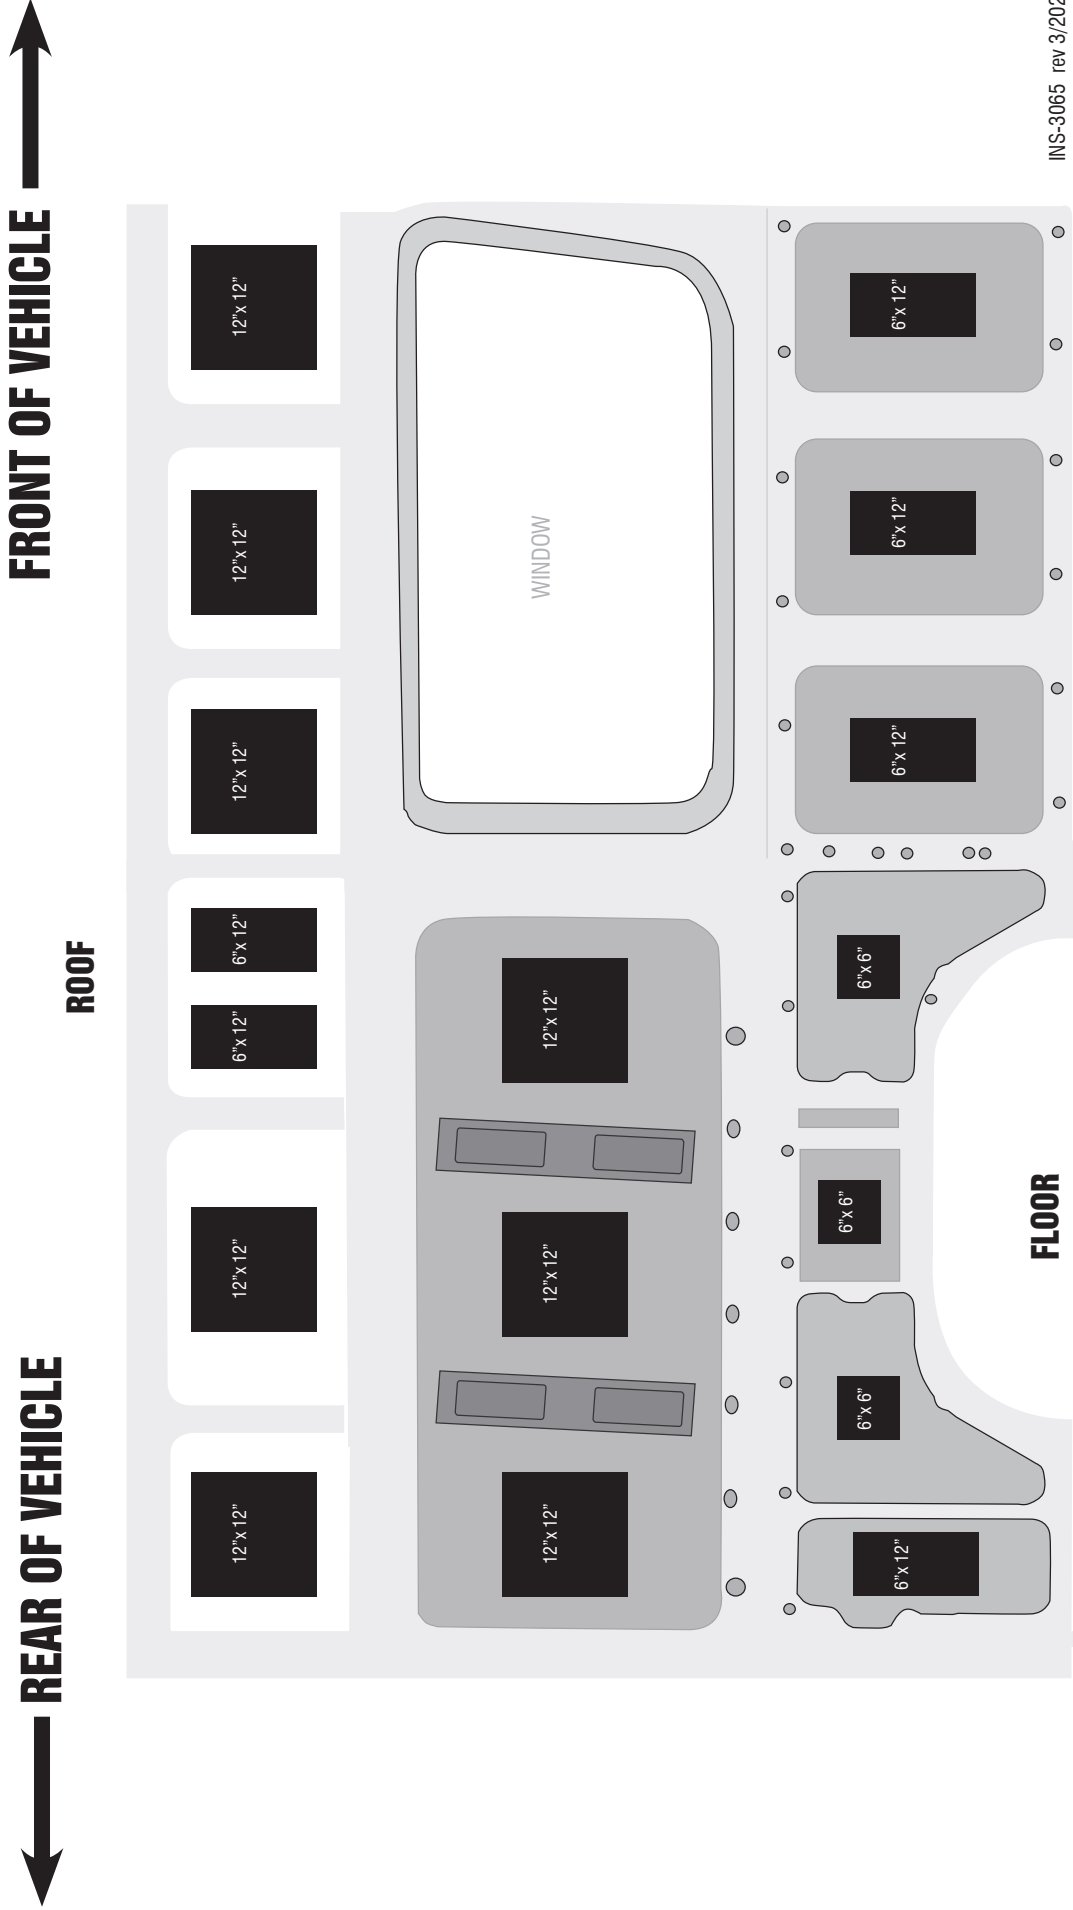 REAR OF VEHICLE
FRONT OF VEHICLE
ROOF
12”x 12”
12”x 12”
6”x 12”
6”x 12”
12”x 12”
12”x 12”
12”x 12”
12”x 12”
12”x 12”
12”x 12”
WINDOW
6”x 12”
6”x 6”
6”x 6”
6”x 6”
6”x 12”
6”x 12”
6”x 12”
FLOOR
INS-3065 rev 3/202